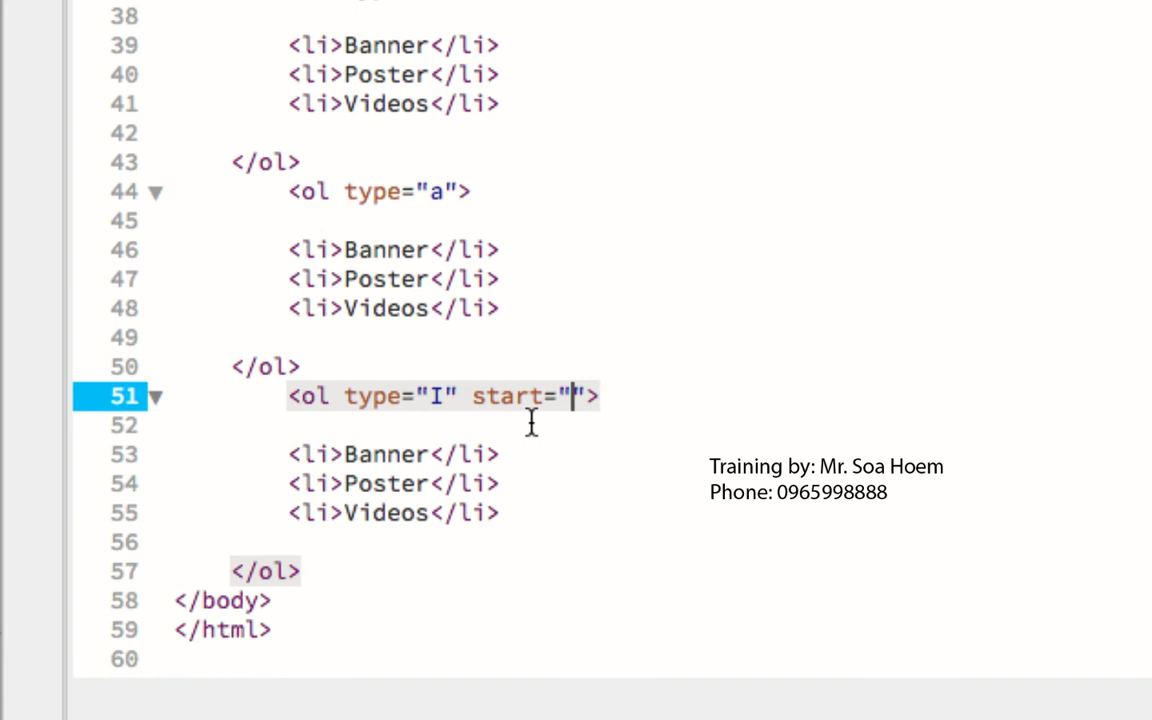 38
39 <li>Banner</li>
40 <li>Poster</li>
41 <li>Videos</li>
42
43 </ol>
44 <ol type="a">
45
46 <li>Banner</li>
47 <li>Poster</li>
48 <li>Videos</li>
49
50 </ol>
51 <ol type="I" start="">
52
53 <li>Banner</li>
54 <li>Poster</li>
55 <li>Videos</li>
56
57 </ol>
58 </body>
59 </html>
60
Training by: Mr. Soa Hoem
Phone: 0965998888